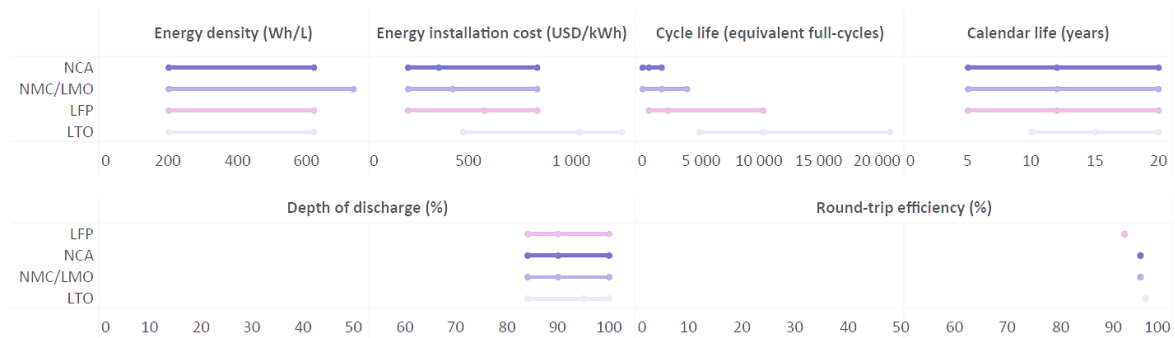 Energy density (Wh/L) Energy installation cost (USD/kWh) Cycle life (equivalent full-cycles) Calendar life (years)
NCA
NMC/LMO
LFP
LTO
0 200 400 600 0 500 1 000 0 5 000 10 000 15 000 20 000 0 5 10 15 20
Depth of discharge (%) Round-trip efficiency (%)
LFP
NCA
NMC/LMO
LTO
0 10 20 30 40 50 60 70 80 90 100 0 10 20 30 40 50 60 70 80 90 100